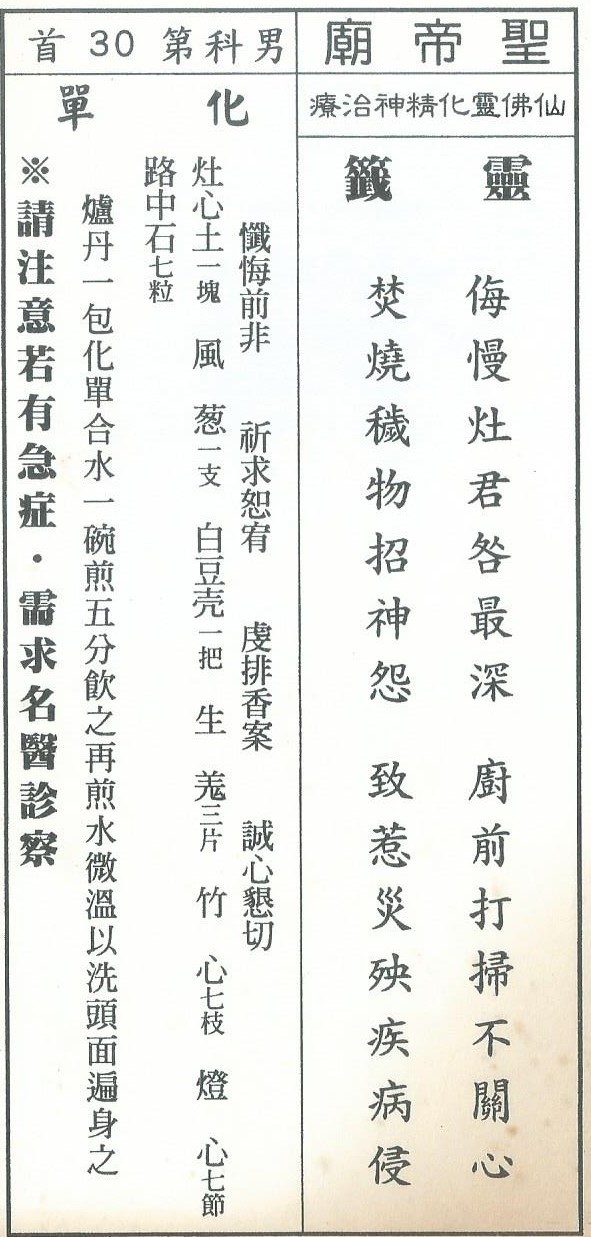 聖帝廟
仙佛靈化精神治療
靈籤
侮慢灶君咎最深　廚前打掃不關心
焚燒穢物招神怨　致惹災殃疾病侵
男科第30首
化單
懺悔前非　祈求恕宥　虔排香案　誠心懇切
灶心土一塊　風葱一支　白豆壳一把　生羗三片　竹心七枝　燈心七節
路中石七粒
爐丹一包化單合水一碗煎五分飲之再煎水微溫以洗頭面遍身之
※請注意若有急症・需求名醫診察